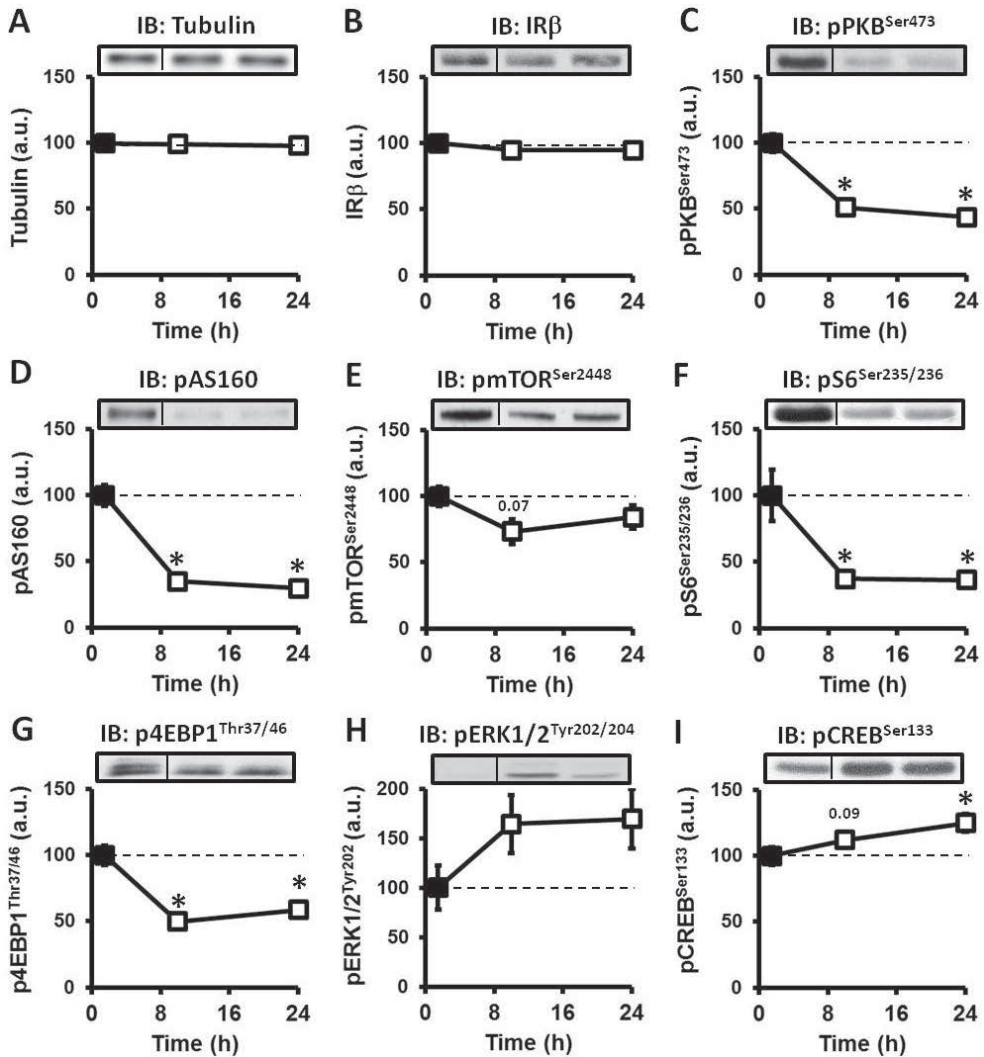 A
IB: Tubulin
Tubulin (a.u.)
150
100
50
0
0 8 16 24
Time (h)
B
IB: IRβ
IRβ (a.u.)
150
100
50
0
0 8 16 24
Time (h)
C
IB: pPKBSer473
pPKBSer473 (a.u.)
150
100
50
0
* *
0 8 16 24
Time (h)
D
IB: pAS160
pAS160 (a.u.)
150
100
50
0
* *
0 8 16 24
Time (h)
E
IB: pmTORSer2448
pmTORSer2448 (a.u.)
150
100
50
0
0.07
0 8 16 24
Time (h)
F
IB: pS6Ser235/236
pS6Ser235/236 (a.u.)
150
100
50
0
* *
0 8 16 24
Time (h)
G
IB: p4EBP1Thr37/46
p4EBP1Thr37/46 (a.u.)
150
100
50
0
* *
0 8 16 24
Time (h)
H
IB: pERK1/2Tyr202/204
pERK1/2Tyr202 (a.u.)
200
150
100
50
0
0 8 16 24
Time (h)
I
IB: pCREBSer133
pCREBSer133 (a.u.)
150
100
50
0
0.09
*
0 8 16 24
Time (h)